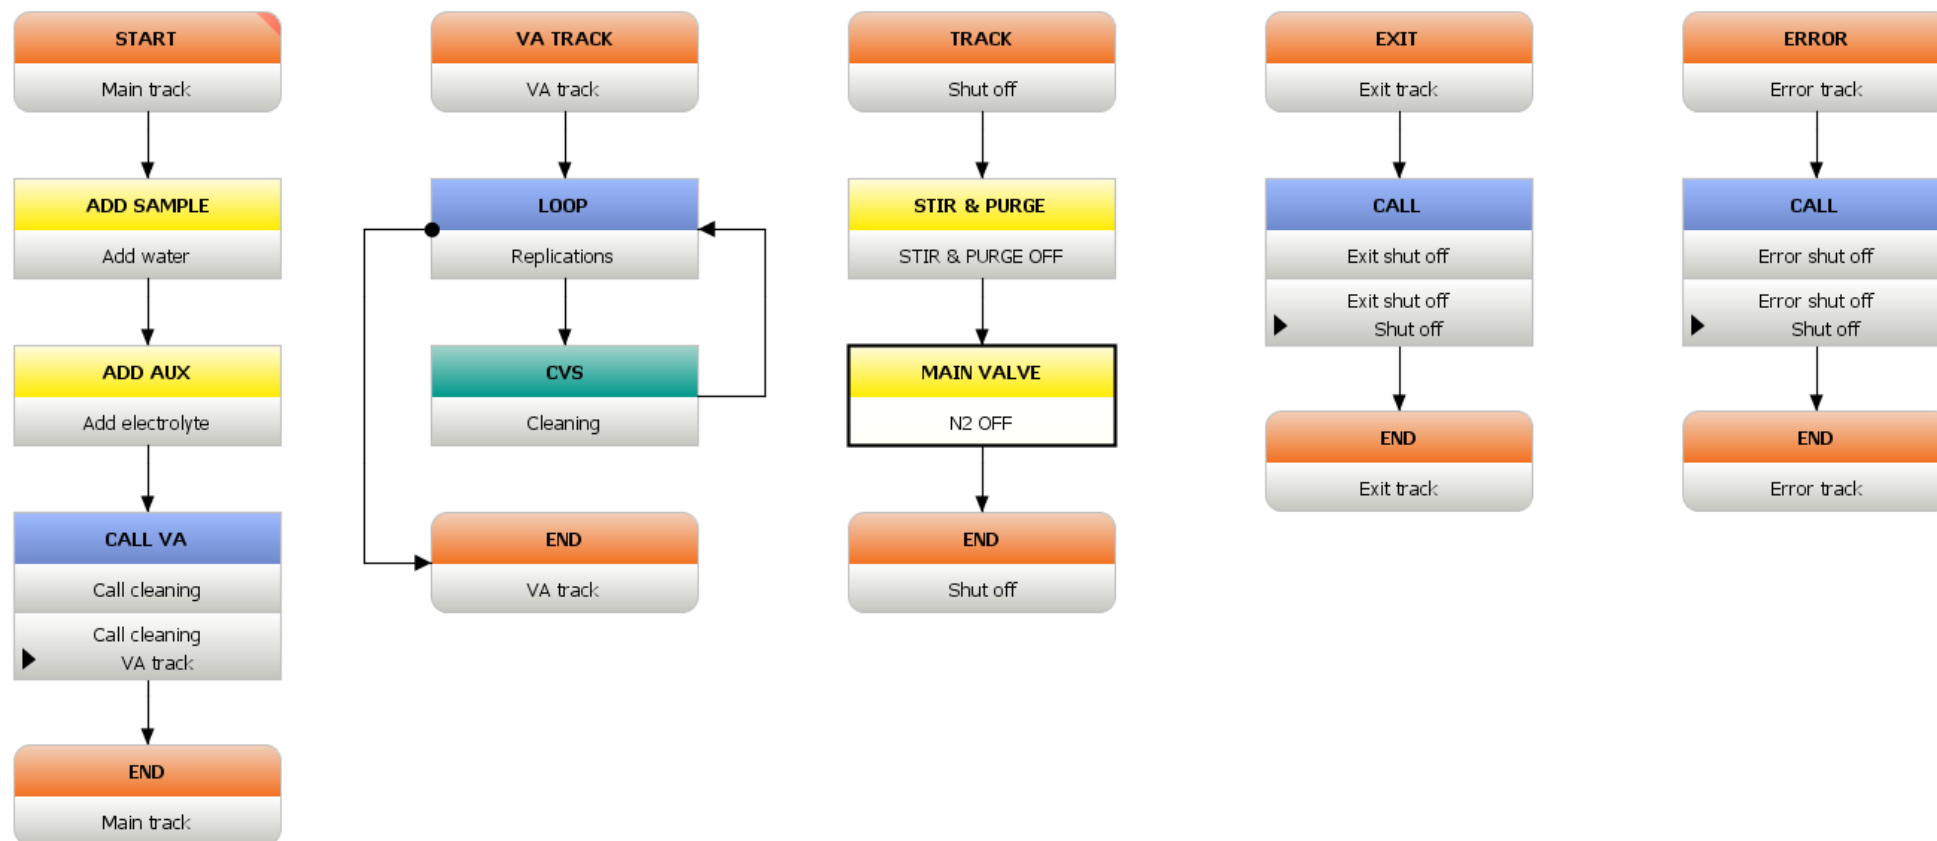 START
Main track
ADD SAMPLE
Add water
ADD AUX
Add electrolyte
CALL VA
Call cleaning
Call cleaning
VA track
END
Main track
VA TRACK
VA track
LOOP
Replications
CVS
Cleaning
END
VA track
TRACK
Shut off
STIR & PURGE
STIR & PURGE OFF
MAIN VALVE
N2 OFF
END
Shut off
EXIT
Exit track
CALL
Exit shut off
Exit shut off
Shut off
END
Exit track
ERROR
Error track
CALL
Error shut off
Error shut off
Shut off
END
Error track